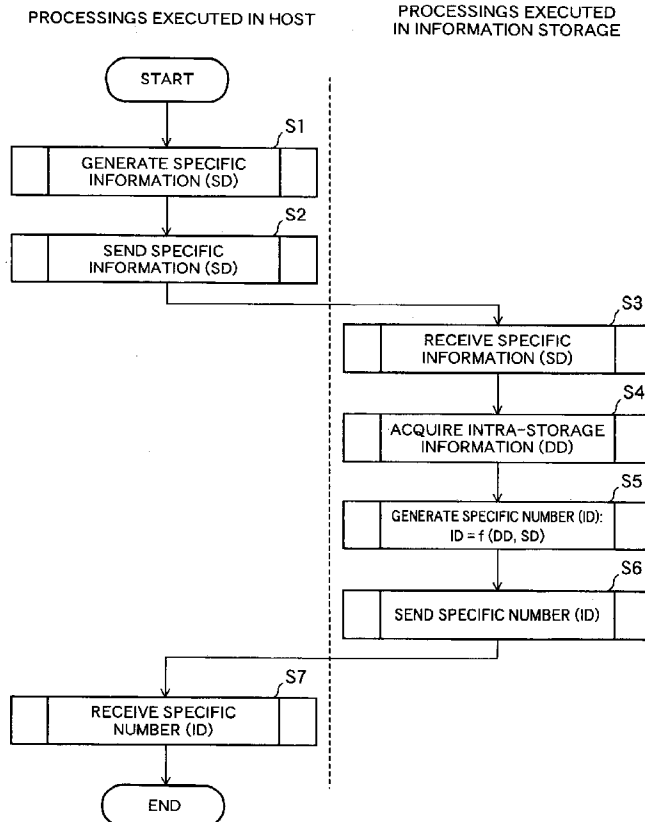 PROCESSINGS EXECUTED IN HOST
PROCESSINGS EXECUTED
IN INFORMATION STORAGE
START
S1
GENERATE SPECIFIC
INFORMATION (SD)
S2
SEND SPECIFIC
INFORMATION (SD)
S3
RECEIVE SPECIFIC
INFORMATION (SD)
S4
ACQUIRE INTRA-STORAGE
INFORMATION (DD)
S5
GENERATE SPECIFIC NUMBER (ID):
ID = f (DD, SD)
S6
SEND SPECIFIC NUMBER (ID)
S7
RECEIVE SPECIFIC
NUMBER (ID)
END